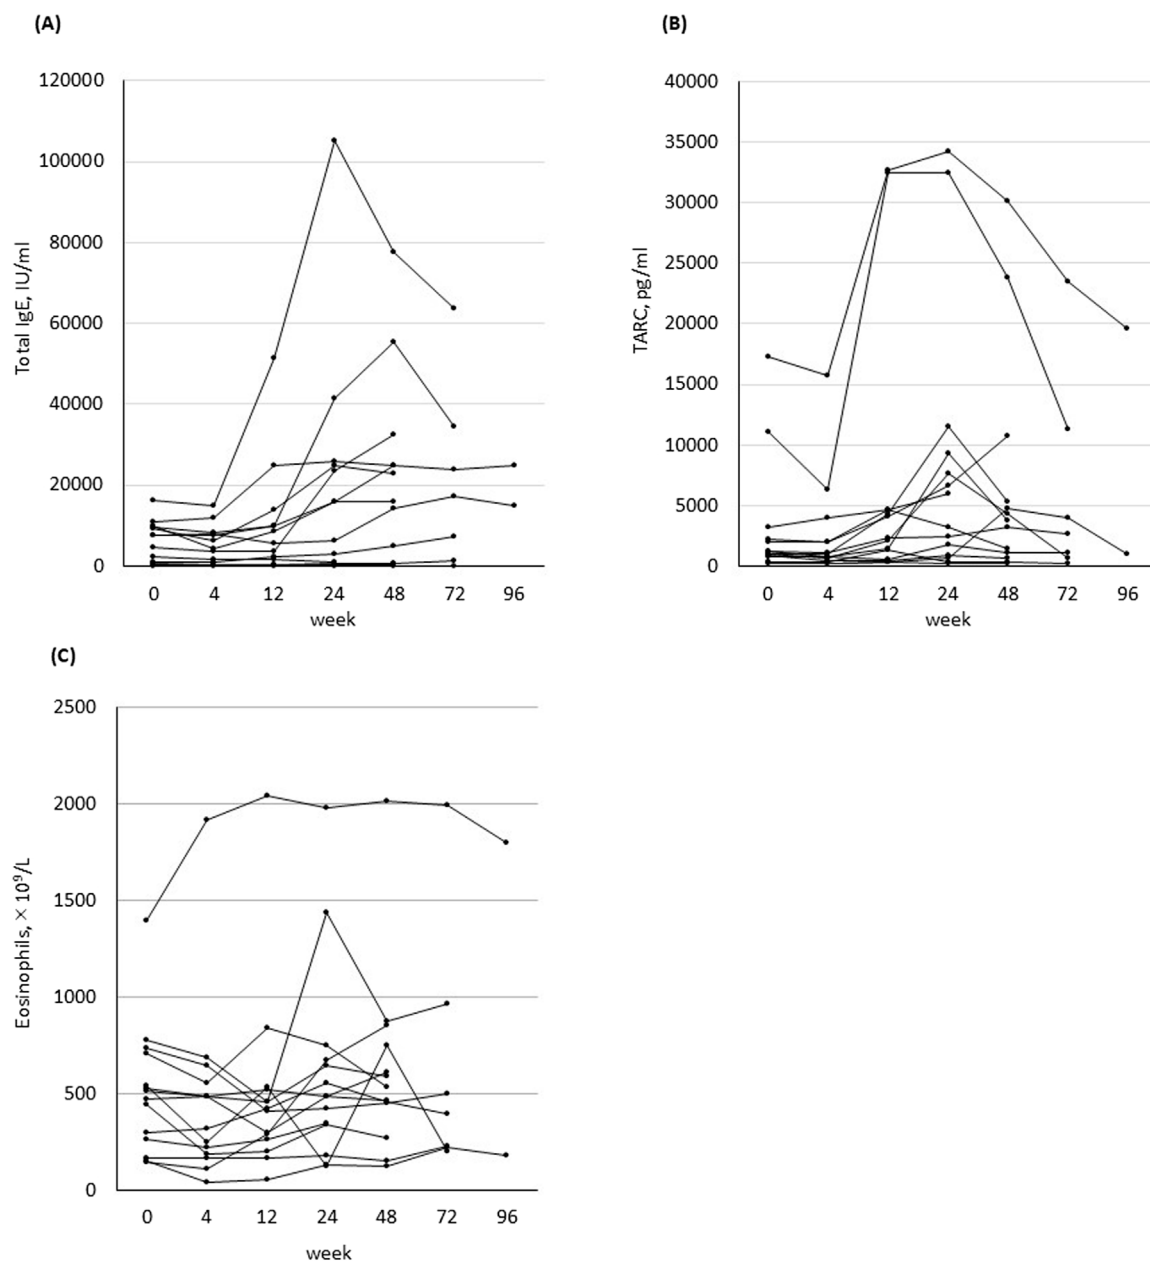 (A)
120000
100000
80000
60000
40000
20000
0
Total IgE, IU/ml
0 4 12 24 48 72 96
week
(B)
40000
35000
30000
25000
20000
15000
10000
5000
0
TARC, pg/ml
0 4 12 24 48 72 96
week
(C)
2500
2000
1500
1000
500
0
Eosinophils, × 10⁹/L
0 4 12 24 48 72 96
week